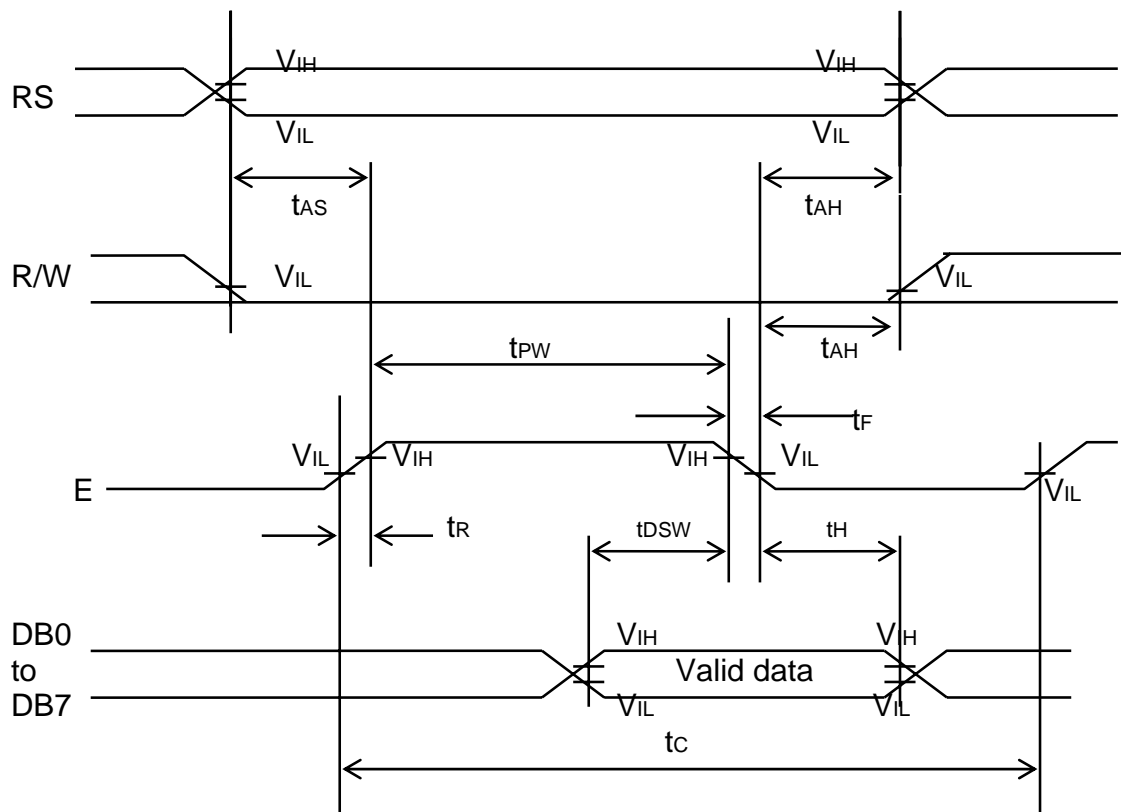 VIH VIH
RS
VIL VIL
tAS tAH
R/W VIL VIL
tPW tAH
tF
VIL VIH VIH VIL
E VIL
tR tDSW tH
DB0 VIH VIH
to Valid data
DB7 VIL VIL
tC